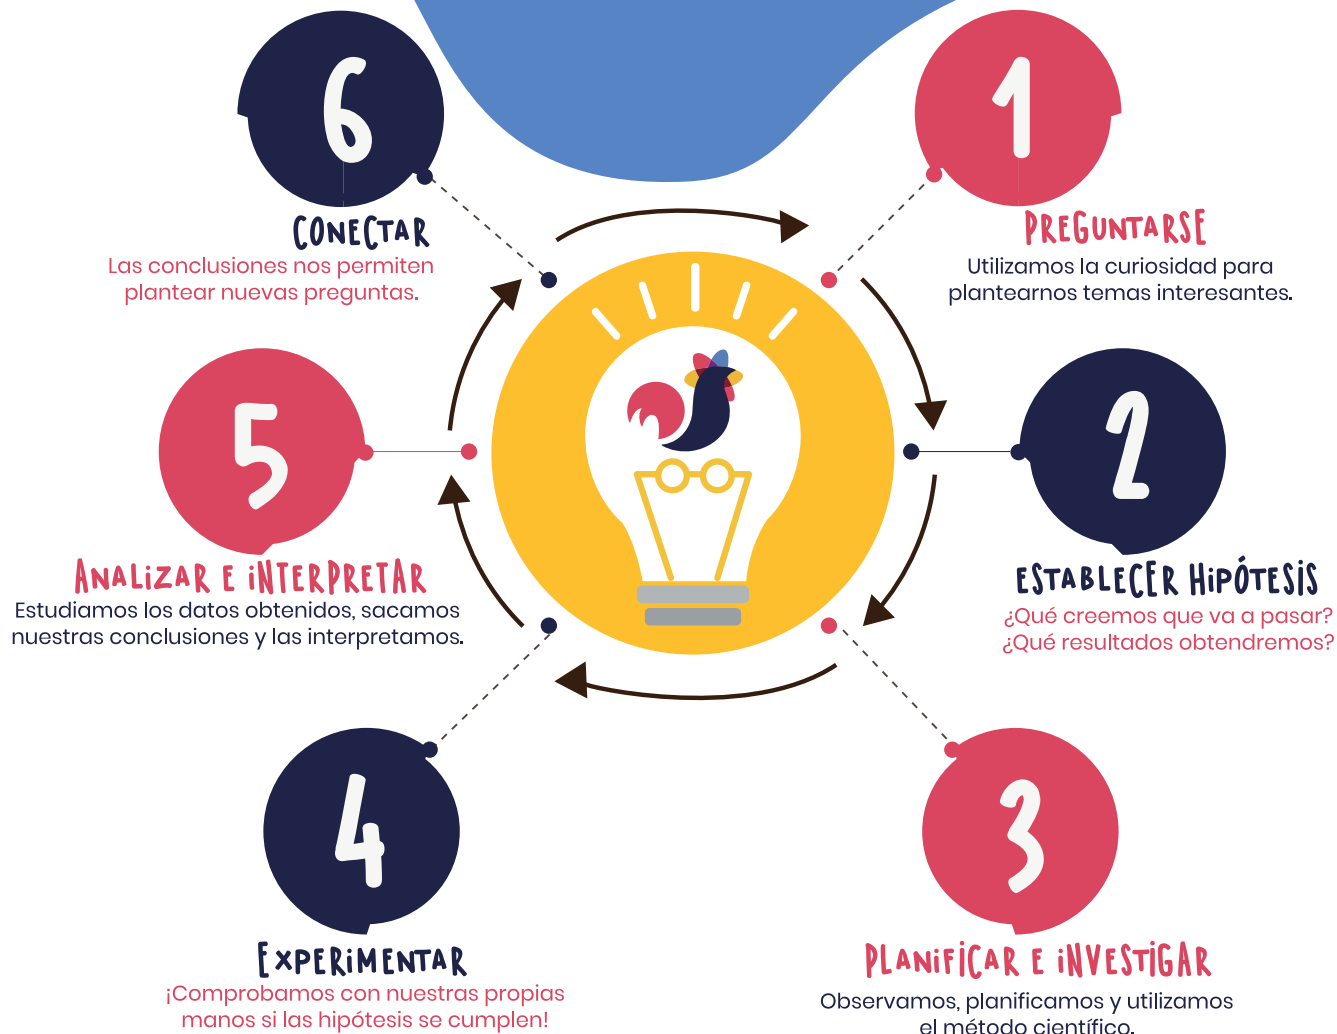 1
PREGUNTARSE
Utilizamos la curiosidad para
plantearnos temas interesantes.
2
ESTABLECER HiPÓTESiS
¿Qué creemos que va a pasar?
¿Qué resultados obtendremos?
3
PLANiFiCAR E iNVESTiGAR
Observamos, planificamos y utilizamos
el método científico.
4
EXPERiMENTAR
¡Comprobamos con nuestras propias
manos si las hipótesis se cumplen!
5
ANALiZAR E iNTERPRETAR
Estudiamos los datos obtenidos, sacamos
nuestras conclusiones y las interpretamos.
6
CONECTAR
Las conclusiones nos permiten
plantear nuevas preguntas.